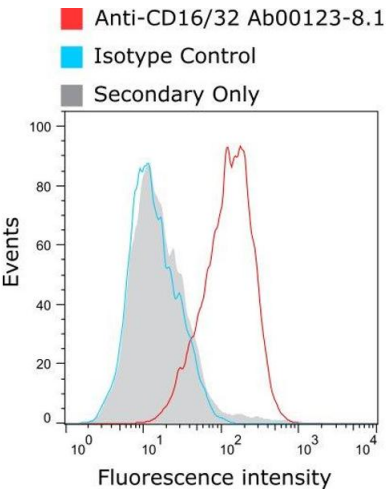 Anti-CD16/32 Ab00123-8.1
Isotype Control
Secondary Only
100
80
60
40
20
0
Events
10^0 10^1 10^2 10^3 10^4
Fluorescence intensity